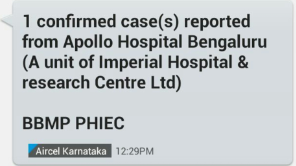 1 confirmed case(s) reported
from Apollo Hospital Bengaluru
(A unit of Imperial Hospital &
research Centre Ltd)
BBMP PHIEC
Aircel Karnataka 12:29PM